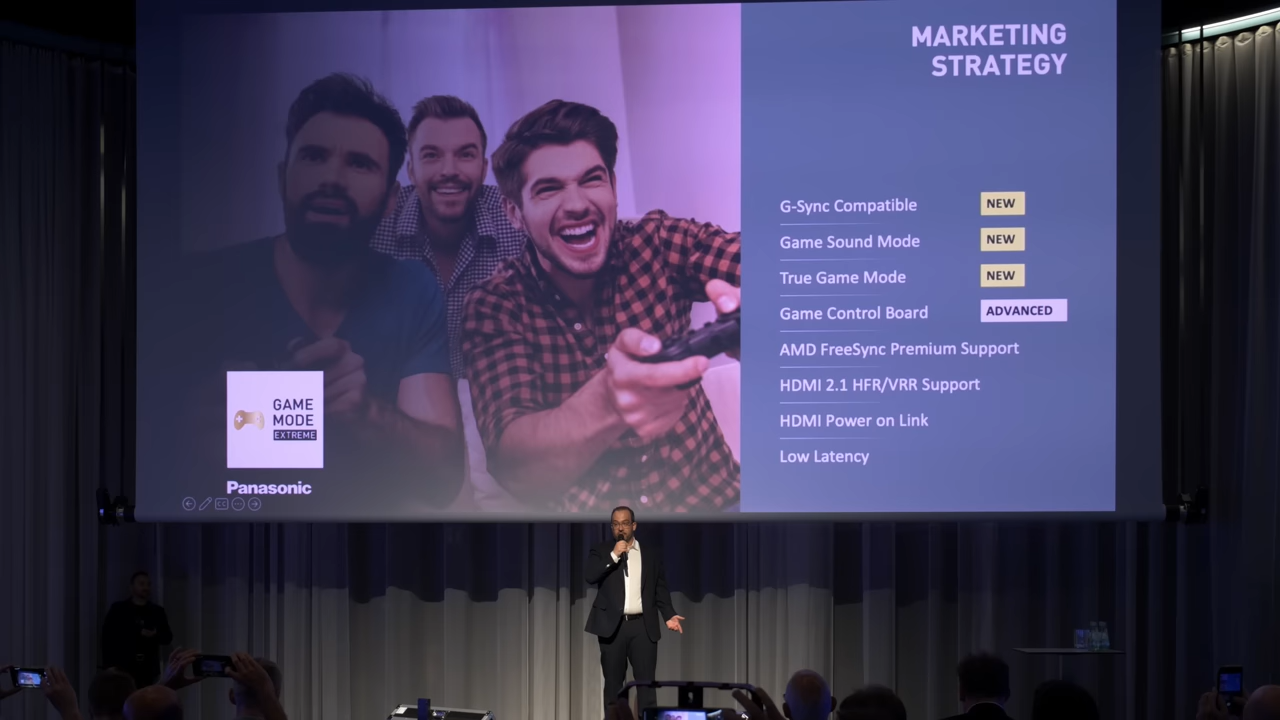 MARKETING
STRATEGY
G-Sync Compatible NEW
Game Sound Mode NEW
True Game Mode NEW
Game Control Board ADVANCED
AMD FreeSync Premium Support
HDMI 2.1 HFR/VRR Support
HDMI Power on Link
Low Latency
GAME
MODE
EXTREME
Panasonic
CC